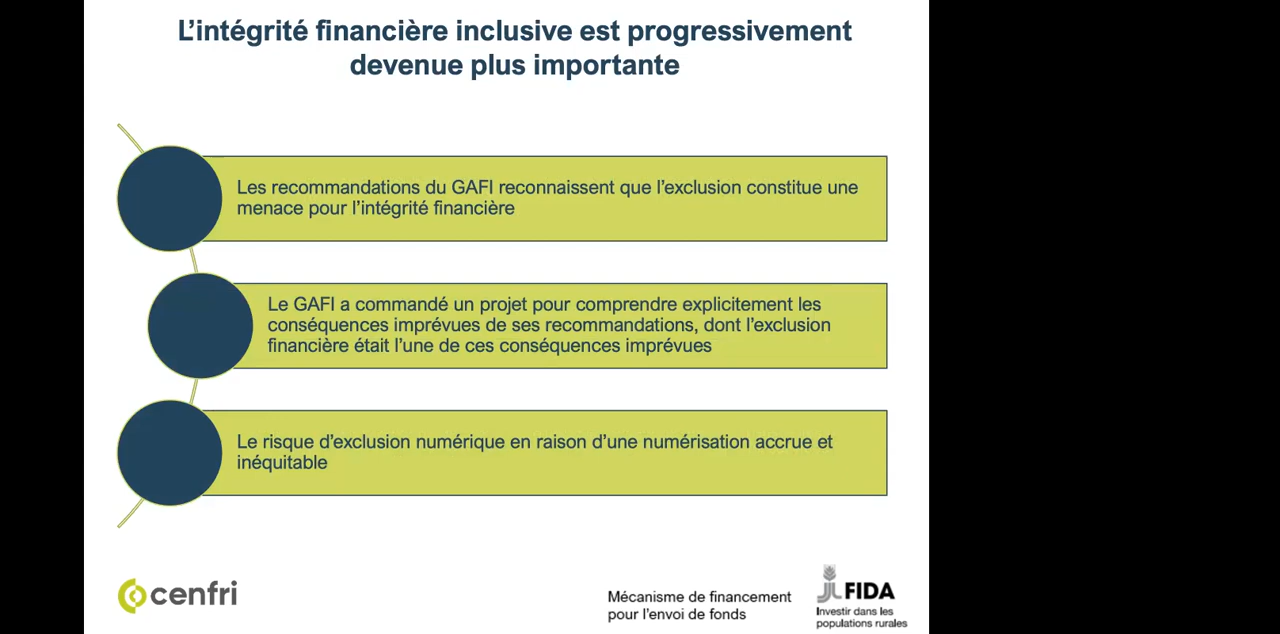 L’intégrité financière inclusive est progressivement
devenue plus importante
Les recommandations du GAFI reconnaissent que l’exclusion constitue une
menace pour l’intégrité financière
Le GAFI a commandé un projet pour comprendre explicitement les
conséquences imprévues de ses recommandations, dont l’exclusion
financière était l’une de ces conséquences imprévues
Le risque d’exclusion numérique en raison d’une numérisation accrue et
inéquitable
cenfri
Mécanisme de financement
pour l’envoi de fonds
FIDA
Investir dans les
populations rurales